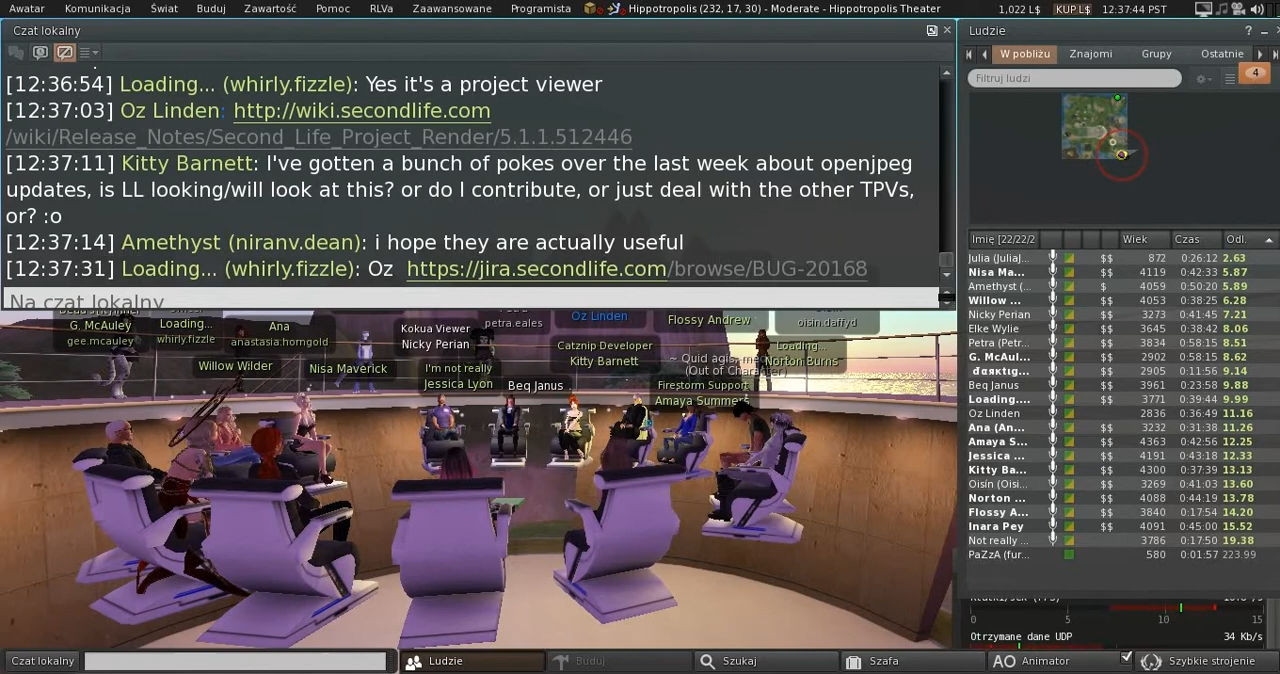 Awatar Komunikacja Świat Buduj Zawartość Pomoc RLVa Zaawansowane Programista Hippotropolis (232, 17, 30) - Moderate - Hippotropolis Theater 1,022 L$ KUP L$ 12:37:44 PST
Czat lokalny
[12:36:54] Loading... (whirly.fizzle): Yes it's a project viewer
[12:37:03] Oz Linden: http://wiki.secondlife.com
/wiki/Release_Notes/Second_Life_Project_Render/5.1.1.512446
[12:37:11] Kitty Barnett: I've gotten a bunch of pokes over the last week about openjpeg
updates, is LL looking/will look at this? or do I contribute, or just deal with the other TPVs,
or? :o
[12:37:14] Amethyst (niranv.dean): i hope they are actually useful
[12:37:31] Loading... (whirly.fizzle): Oz https://jira.secondlife.com/browse/BUG-20168
Na czat lokalny
G. McAuley
gee.mcauley
Loading...
whirly.fizzle
Ana
anastasia.horngold
Willow Wilder
Nisa Maverick
Kokua Viewer
Nicky Perian
I'm not really
Jessica Lyon
petra.eales
Beq Janus
Oz Linden
Catznip Developer
Kitty Barnett
Flossy Andrew
~ Quid agis, me
(Out of Character)
Firestorm Support
Amaya Summers
oisin.daffyd
Loading...
Norton Burns
Ludzie
W pobliżu Znajomi Grupy Ostatnie
Filtruj ludzi
4
Imię [22/22/2 Wiek Czas Odl.
Julia (JuliaJ... 872 0:26:12 2.63
Nisa Ma... $$ 4119 0:42:33 5.87
Amethyst (... $ 4059 0:50:20 5.89
Willow ... $$ 4053 0:38:25 6.28
Nicky Perian $$ 3273 0:41:45 7.21
Elke Wylie $$ 3645 0:38:42 8.06
Petra (Petr... $$ 3834 0:58:15 8.51
G. McAul... $$ 2902 0:58:15 8.62
$$ 2905 0:11:56 9.14
Beq Janus $$ 3961 0:23:58 9.88
Loading.... $$ 3771 0:39:44 9.99
Oz Linden 2836 0:36:49 11.16
Ana (An... $$ 3232 0:31:38 11.26
Amaya S... $$ 4363 0:42:56 12.25
Jessica ... $$ 4191 0:43:18 12.33
Kitty Ba... $$ 4300 0:37:39 13.13
Oisín (Oisi... $$ 3269 0:41:03 13.60
Norton ... $$ 4088 0:44:19 13.78
Flossy A... $$ 3840 0:17:54 14.20
Inara Pey $$ 4091 0:45:00 15.52
Not really ... 3786 0:17:50 19.38
PaZzA (fur... 580 0:01:57 223.99
0 5 10 15
Otrzymane dane UDP 34 Kb/s
Czat lokalny Ludzie Buduj Szukaj Szafa AO Animator Szybkie strojenie